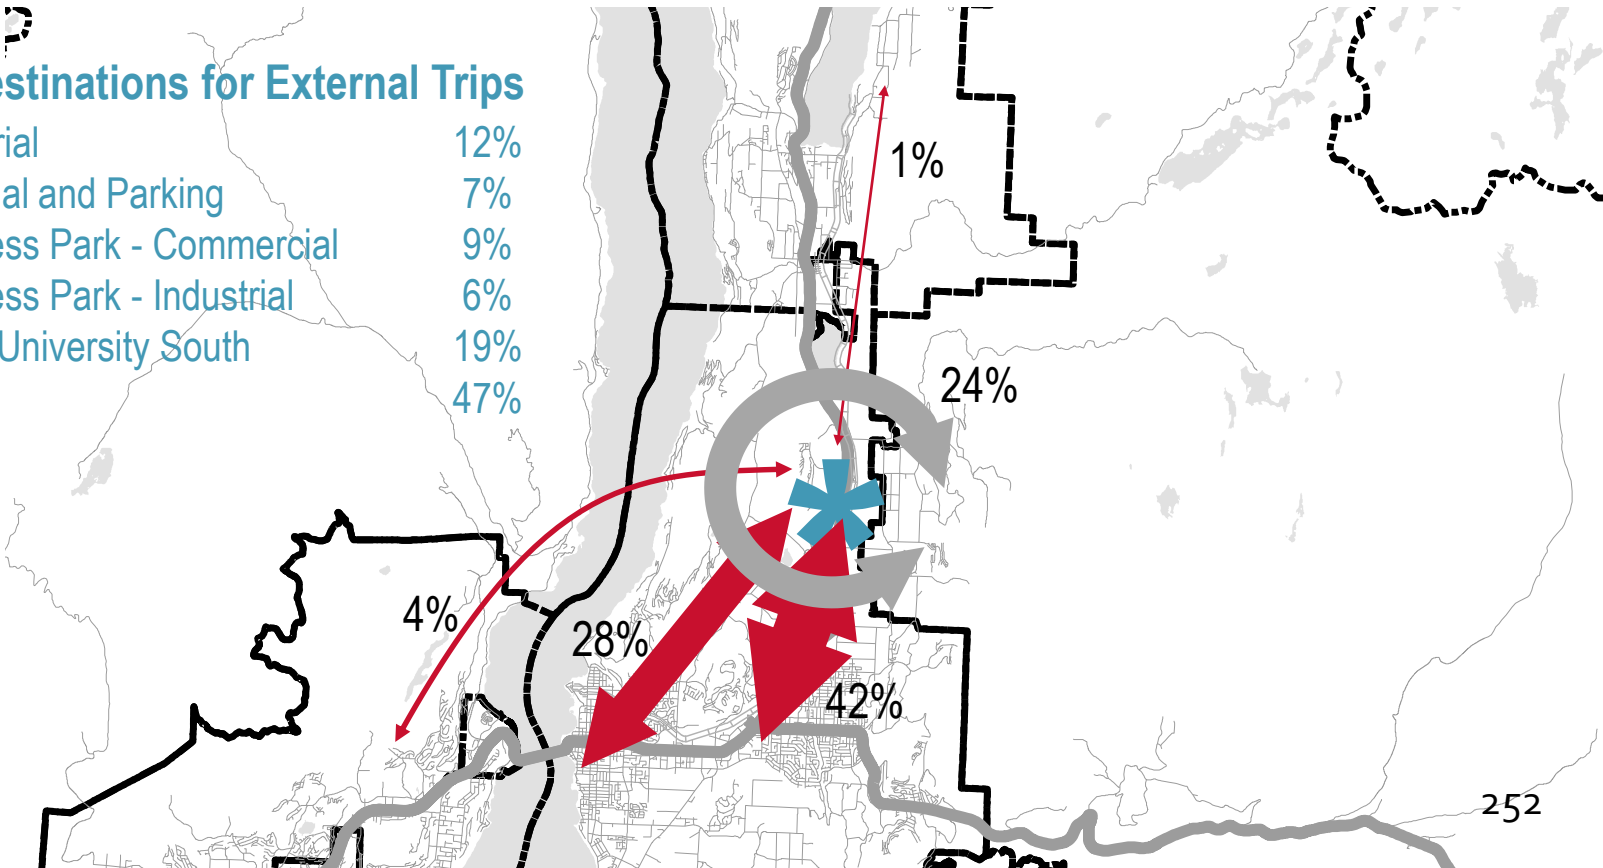 estinations for External Trips
rial 12%
al and Parking 7%
ess Park - Commercial 9%
ess Park - Industrial 6%
University South 19%
47%
1%
24%
4%
28%
42%
252